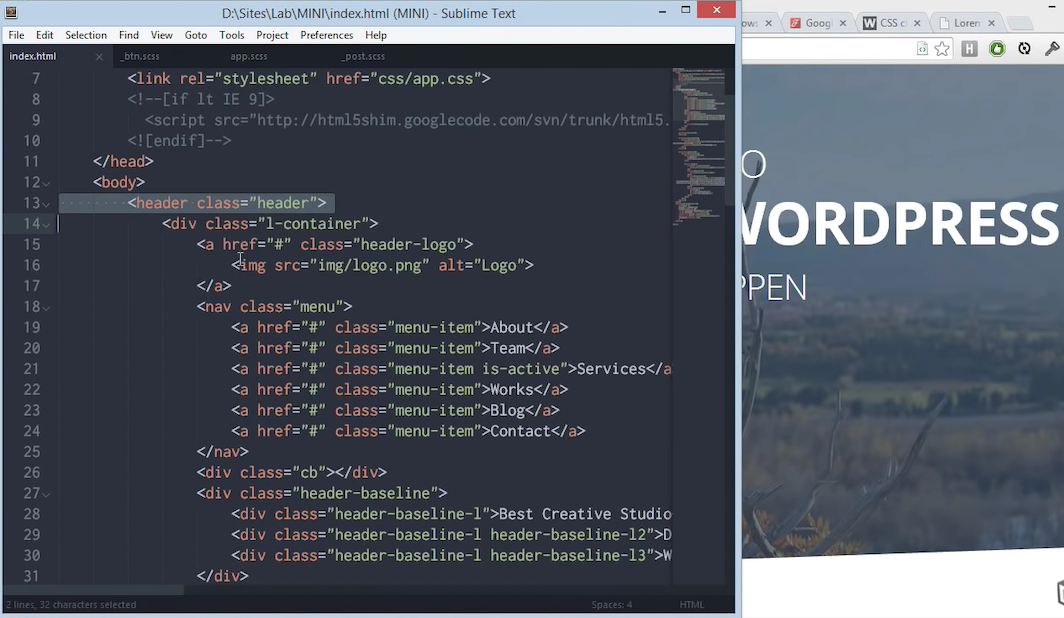 D:\Sites\Lab\MINI\index.html (MINI) - Sublime Text
File Edit Selection Find View Goto Tools Project Preferences Help
index.html _btn.scss app.scss _post.scss
7 <link rel="stylesheet" href="css/app.css">
8 <!--[if lt IE 9]>
9 <script src="http://html5shim.googlecode.com/svn/trunk/html5.
10 <![endif]-->
11 </head>
12 <body>
13 <header class="header">
14 <div class="l-container">
15 <a href="#" class="header-logo">
16 <img src="img/logo.png" alt="Logo">
17 </a>
18 <nav class="menu">
19 <a href="#" class="menu-item">About</a>
20 <a href="#" class="menu-item">Team</a>
21 <a href="#" class="menu-item is-active">Services</a
22 <a href="#" class="menu-item">Works</a>
23 <a href="#" class="menu-item">Blog</a>
24 <a href="#" class="menu-item">Contact</a>
25 </nav>
26 <div class="cb"></div>
27 <div class="header-baseline">
28 <div class="header-baseline-l">Best Creative Studio
29 <div class="header-baseline-l header-baseline-l2">D
30 <div class="header-baseline-l header-baseline-l3">W
31 </div>
2 lines, 32 characters selected Spaces: 4 HTML
ows Googl CSS c Loren
H
O
WORDPRESS
PPEN